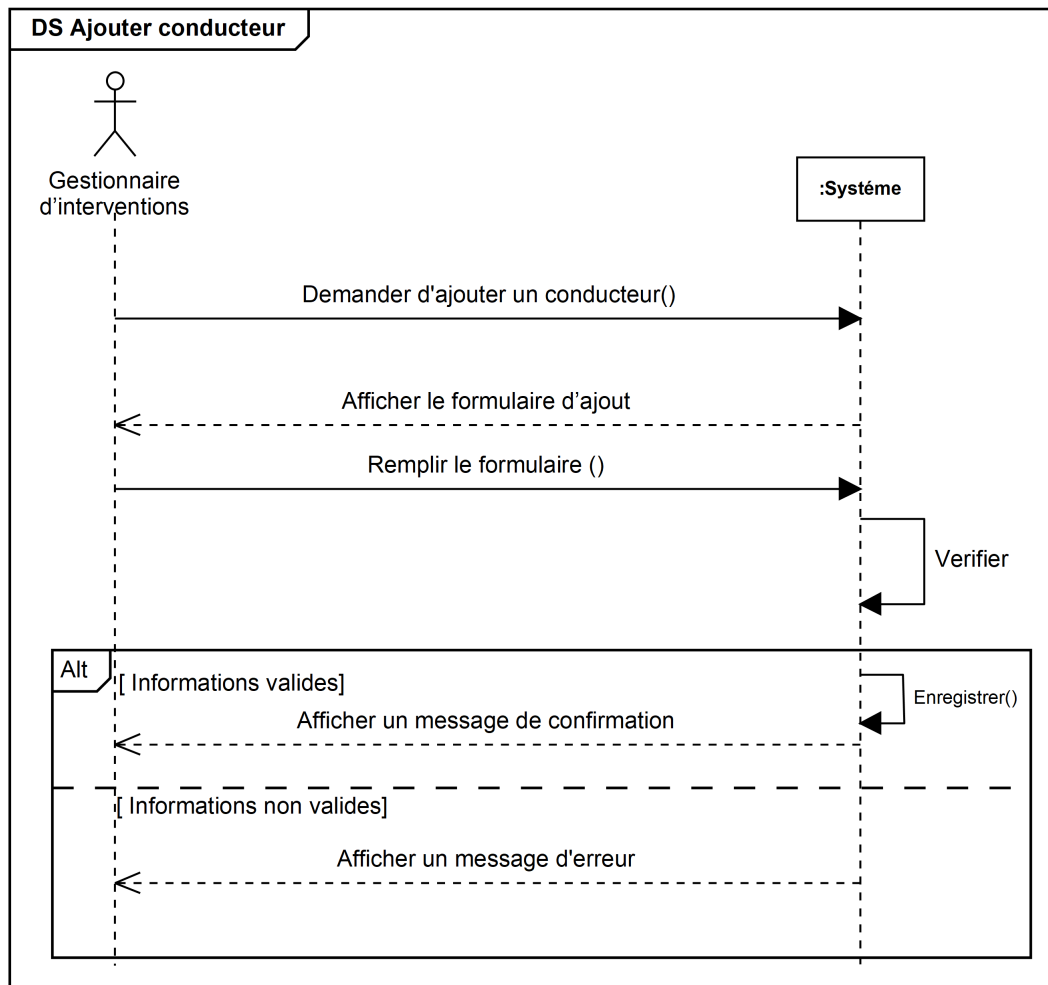 DS Ajouter conducteur
Gestionnaire
d’interventions
:Systéme
Demander d'ajouter un conducteur()
Afficher le formulaire d’ajout
Remplir le formulaire ()
Verifier
Alt
[ Informations valides]
Enregistrer()
Afficher un message de confirmation
[ Informations non valides]
Afficher un message d'erreur